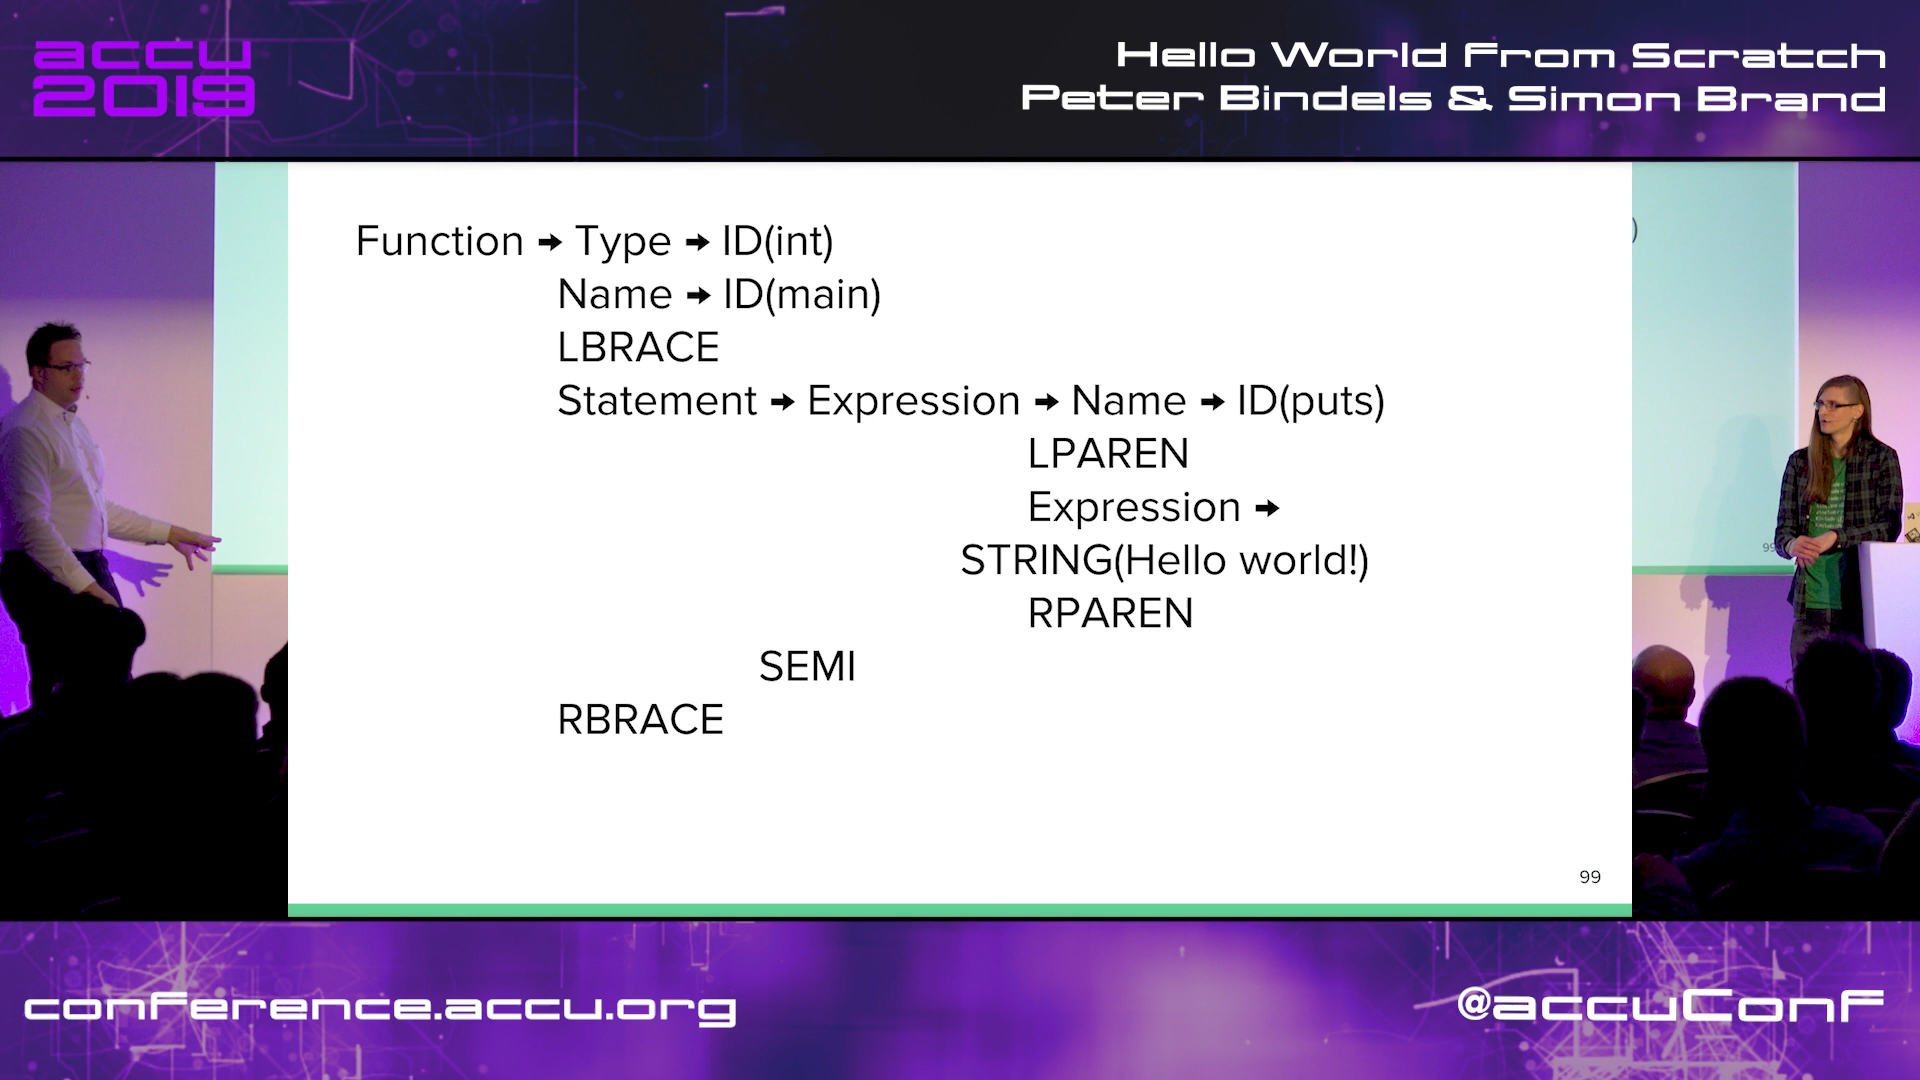 accu
2019
Hello World From Scratch
Peter Bindels & Simon Brand
Function → Type → ID(int)
Name → ID(main)
LBRACE
Statement → Expression → Name → ID(puts)
LPAREN
Expression →
STRING(Hello world!)
RPAREN
SEMI
RBRACE
99
)
99
conference.accu.org
@accuConf